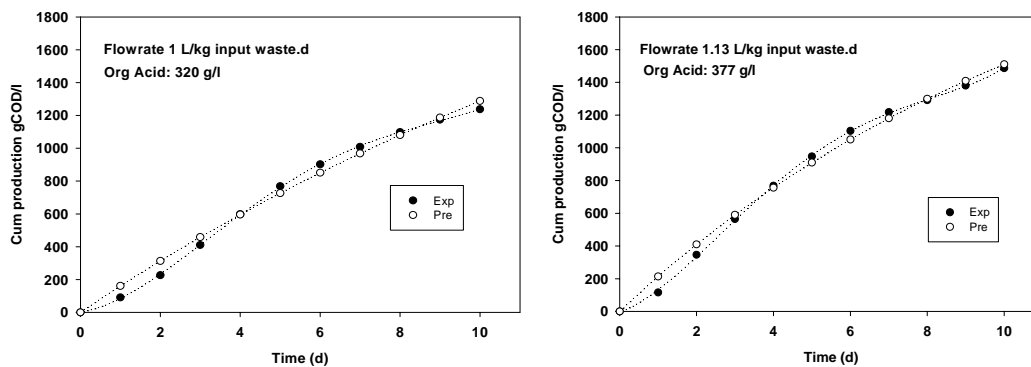 1800
1600
1400
1200
1000
800
600
400
200
0
Cum production gCOD/l
Flowrate 1 L/kg input waste.d
Org Acid: 320 g/l
Exp
Pre
0 2 4 6 8 10
Time (d)
1800
1600
1400
1200
1000
800
600
400
200
0
Cum production gCOD/l
Flowrate 1.13 L/kg input waste.d
Org Acid: 377 g/l
Exp
Pre
0 2 4 6 8 10
Time (d)